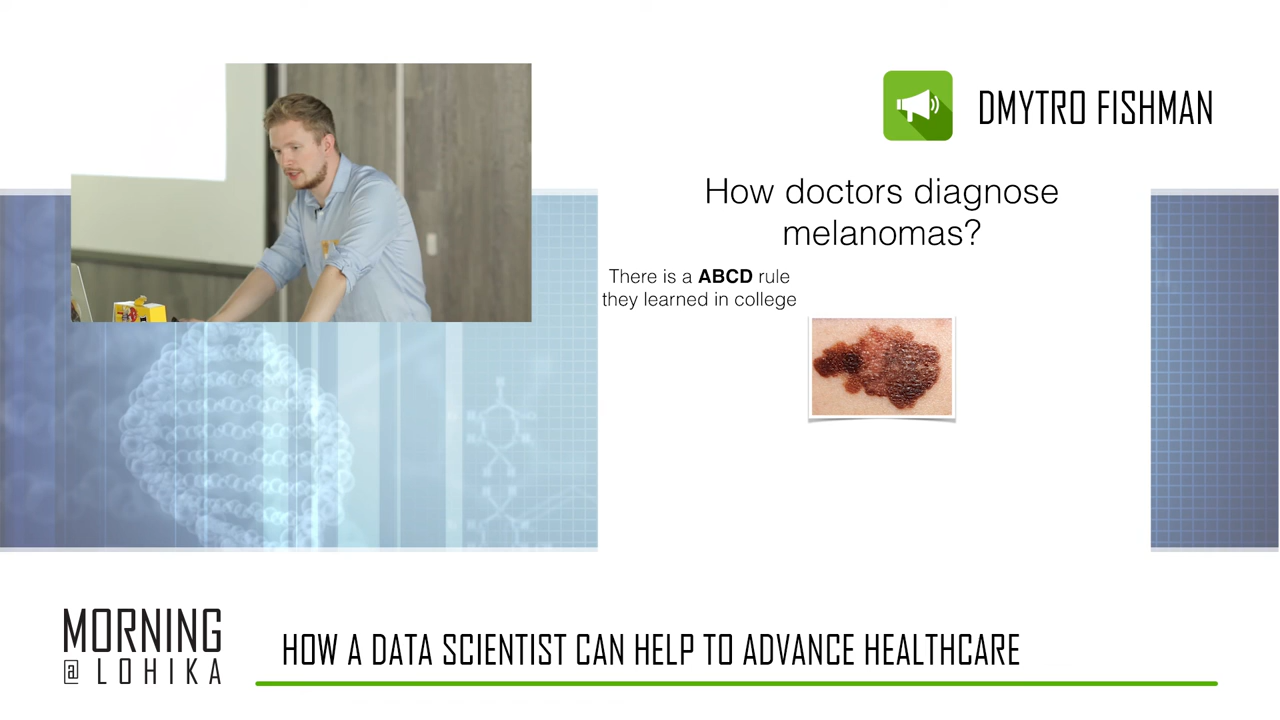 DMYTRO FISHMAN
How doctors diagnose
melanomas?
There is a ABCD rule
they learned in college
MORNING
@ LOHIKA
HOW A DATA SCIENTIST CAN HELP TO ADVANCE HEALTHCARE